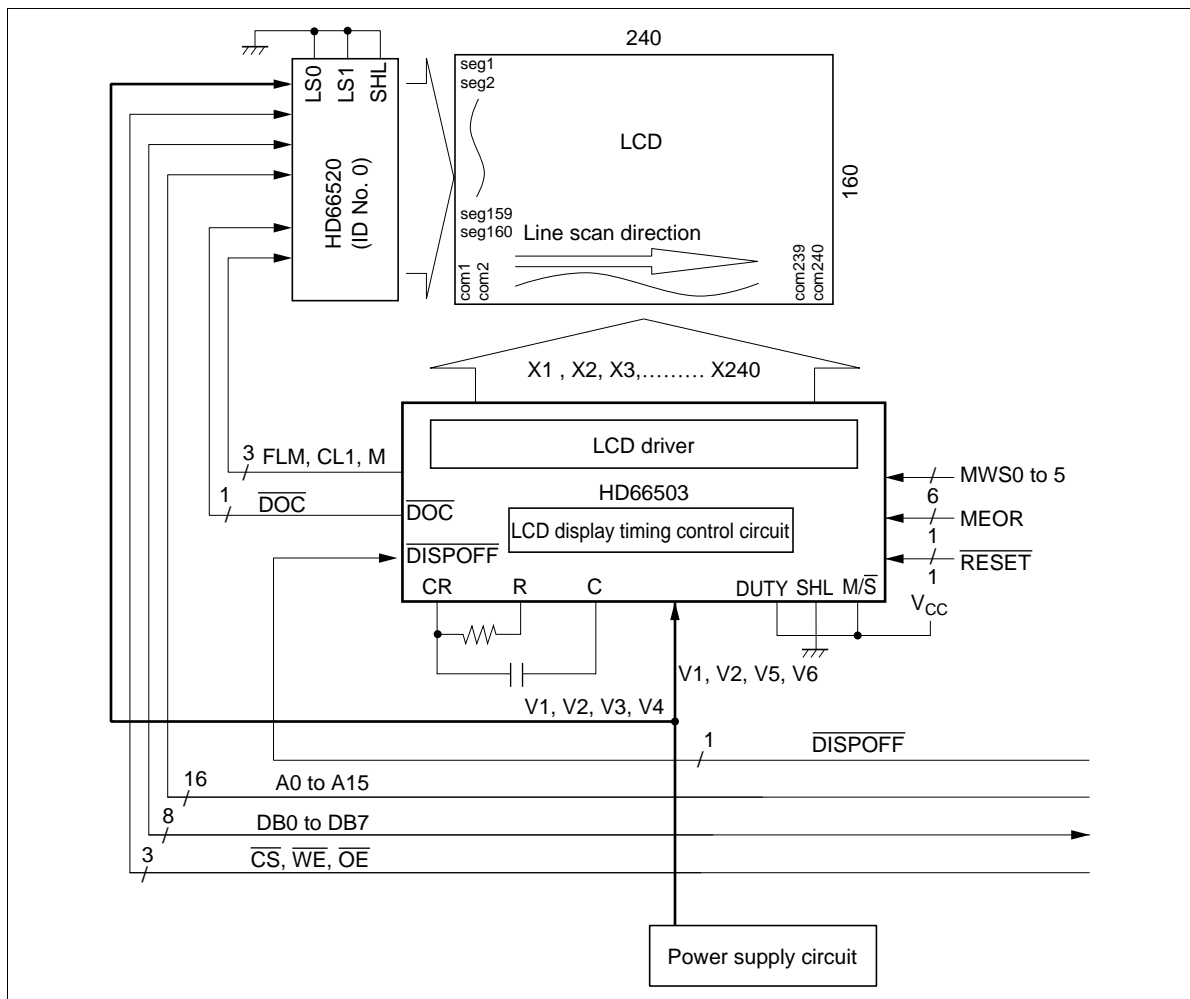 240
LS0
LS1
SHL
seg1
seg2
LCD
HD66520
(ID No. 0)
160
seg159
seg160
Line scan direction
com1
com2
com239
com240
X1 , X2, X3,......... X240
LCD driver
3
FLM, CL1, M
HD66503
MWS0 to 5
6
1
DOC
DOC
LCD display timing control circuit
MEOR
1
DISPOFF
RESET
1
CR
R
C
DUTY
SHL
M/S
VCC
V1, V2, V5, V6
V1, V2, V3, V4
1
DISPOFF
16
A0 to A15
8
DB0 to DB7
3
CS, WE, OE
Power supply circuit